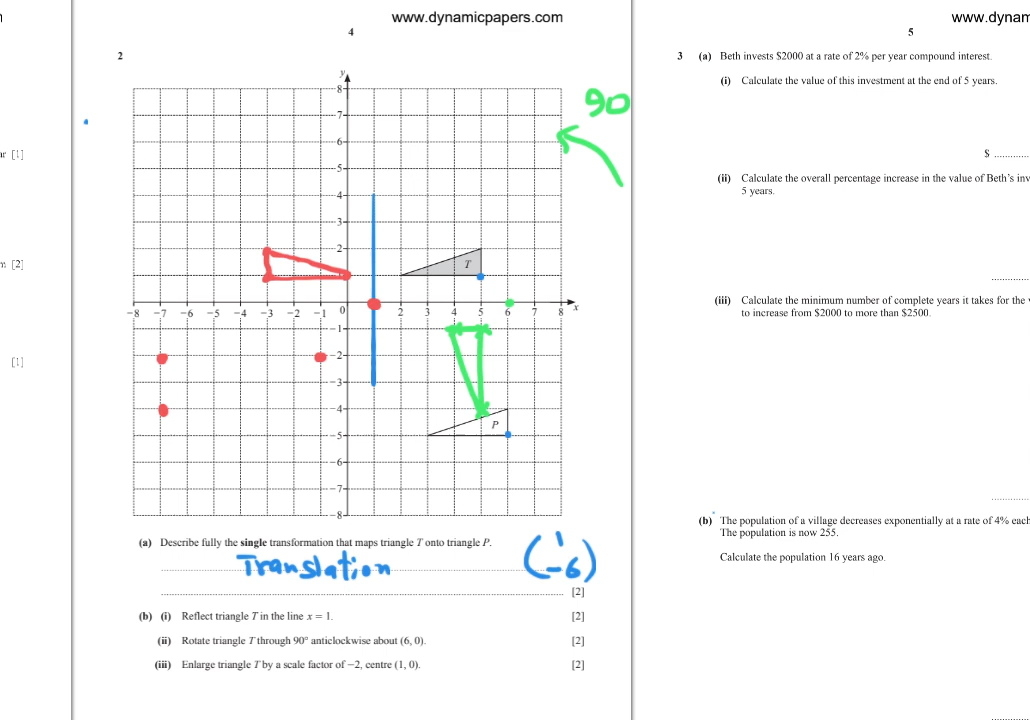 www.dynamicpapers.com
4
2
y
8
7
6
5
4
3
2
T
-8 -7 -6 -5 -4 -3 -2 -1 0 2 3 4 5 6 7 8 x
-1
-2
-3
-4
P
-5
-6
-7
-8
90
(a) Describe fully the single transformation that maps triangle T onto triangle P.
Translation (1 -6)
[2]
(b) (i) Reflect triangle T in the line x = 1. [2]
(ii) Rotate triangle T through 90° anticlockwise about (6, 0). [2]
(iii) Enlarge triangle T by a scale factor of −2, centre (1, 0). [2]
[1]
[2]
[1]
www.dynam
5
3 (a) Beth invests $2000 at a rate of 2% per year compound interest.
(i) Calculate the value of this investment at the end of 5 years.
$ ............
(ii) Calculate the overall percentage increase in the value of Beth's inv
5 years.
(iii) Calculate the minimum number of complete years it takes for the
to increase from $2000 to more than $2500.
(b) The population of a village decreases exponentially at a rate of 4% each
The population is now 255.
Calculate the population 16 years ago.